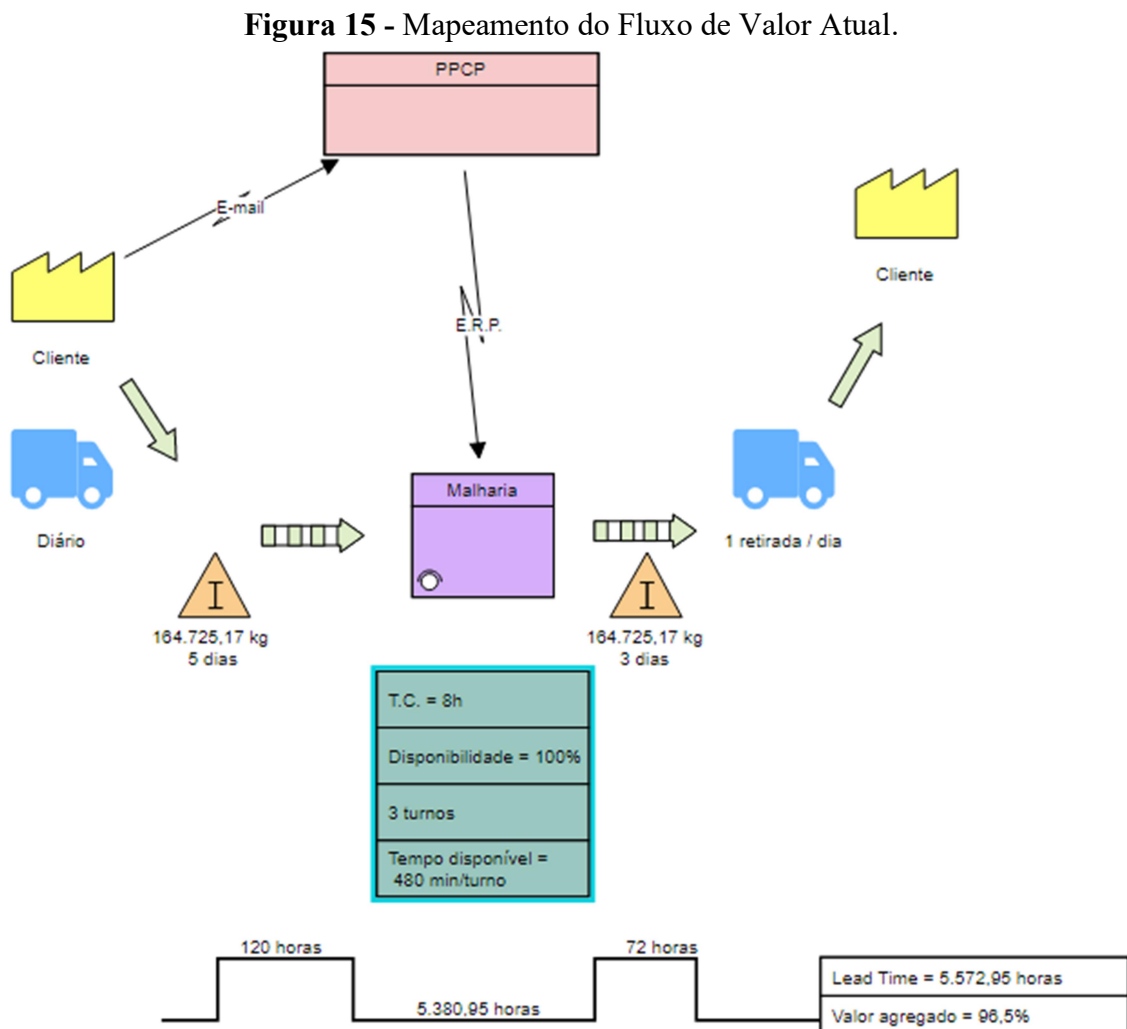 Figura 15 - Mapeamento do Fluxo de Valor Atual.
PPCP
E-mail
Cliente
Cliente
E.R.P.
Diário
Malharia
1 retirada / dia
I
164.725,17 kg
5 dias
I
164.725,17 kg
3 dias
T.C. = 8h
Disponibilidade = 100%
3 turnos
Tempo disponível =
480 min/turno
120 horas
5.380,95 horas
72 horas
Lead Time = 5.572,95 horas
Valor agregado = 96,5%